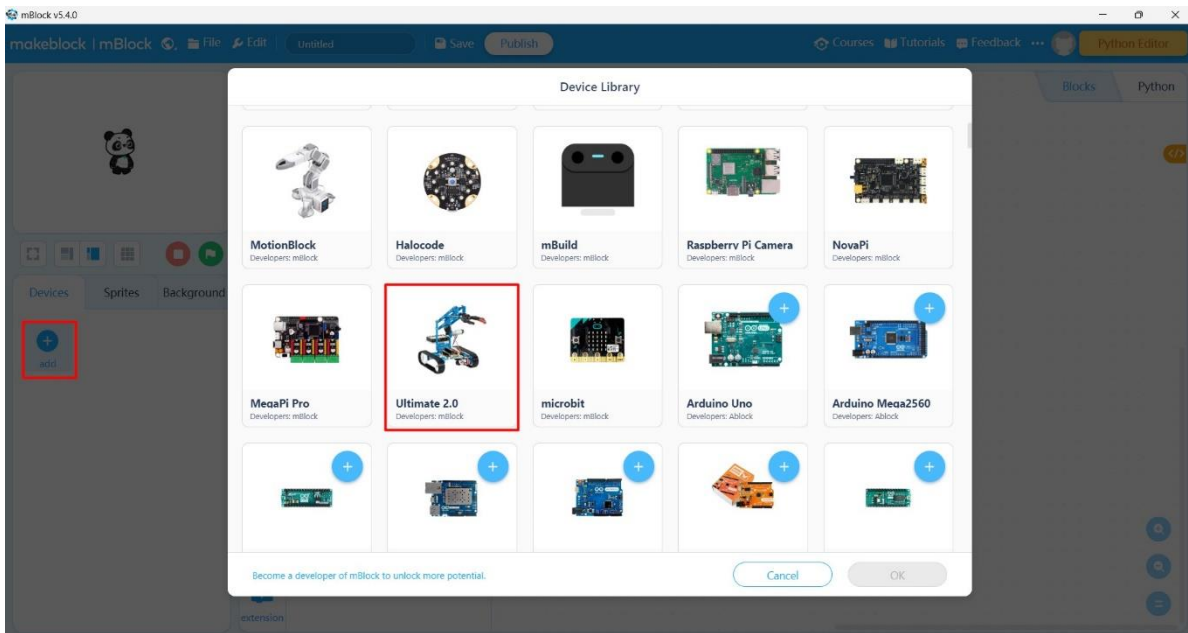 mBlock v5.4.0
makeblock | mBlock File Edit Untitled Save Publish Courses Tutorials Feedback ••• Python Editor
Device Library
Blocks Python
MotionBlock Halocode mBuild Raspberry Pi Camera NovaPi
Developers: mBlock Developers: mBlock Developers: mBlock Developers: mBlock Developers: mBlock
Devices Sprites Background
add
MegaPi Pro Ultimate 2.0 microbit Arduino Uno Arduino Mega2560
Developers: mBlock Developers: mBlock Developers: mBlock Developers: Ablock Developers: Ablock
Become a developer of mBlock to unlock more potential. Cancel OK
extension